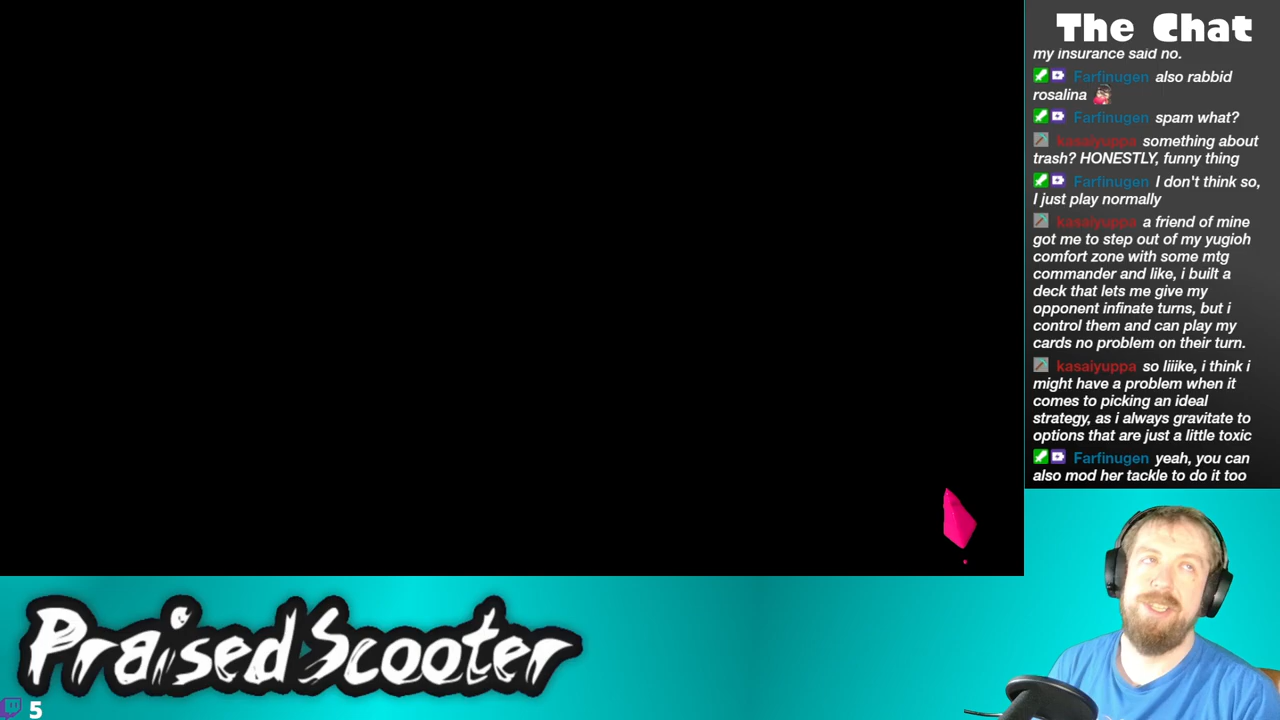 The Chat
my insurance said no.
Farfinugen also rabbid
rosalina
Farfinugen spam what?
kasaiyuppa something about
trash? HONESTLY, funny thing
Farfinugen I don't think so,
I just play normally
kasaiyuppa a friend of mine
got me to step out of my yugioh
comfort zone with some mtg
commander and like, i built a
deck that lets me give my
opponent infinate turns, but i
control them and can play my
cards no problem on their turn.
kasaiyuppa so liiike, i think i
might have a problem when it
comes to picking an ideal
strategy, as i always gravitate to
options that are just a little toxic
Farfinugen yeah, you can
also mod her tackle to do it too
PraisedScooter
5